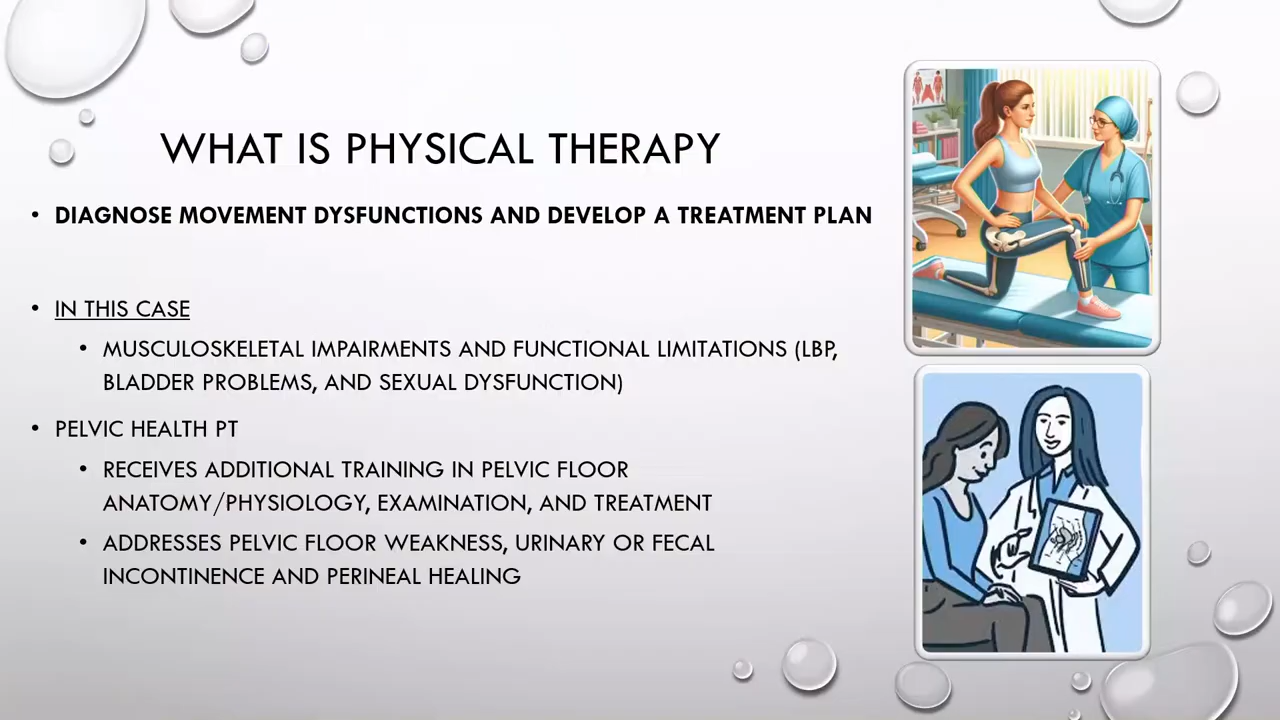 WHAT IS PHYSICAL THERAPY
• DIAGNOSE MOVEMENT DYSFUNCTIONS AND DEVELOP A TREATMENT PLAN
• IN THIS CASE
• MUSCULOSKELETAL IMPAIRMENTS AND FUNCTIONAL LIMITATIONS (LBP,
BLADDER PROBLEMS, AND SEXUAL DYSFUNCTION)
• PELVIC HEALTH PT
• RECEIVES ADDITIONAL TRAINING IN PELVIC FLOOR
ANATOMY/PHYSIOLOGY, EXAMINATION, AND TREATMENT
• ADDRESSES PELVIC FLOOR WEAKNESS, URINARY OR FECAL
INCONTINENCE AND PERINEAL HEALING